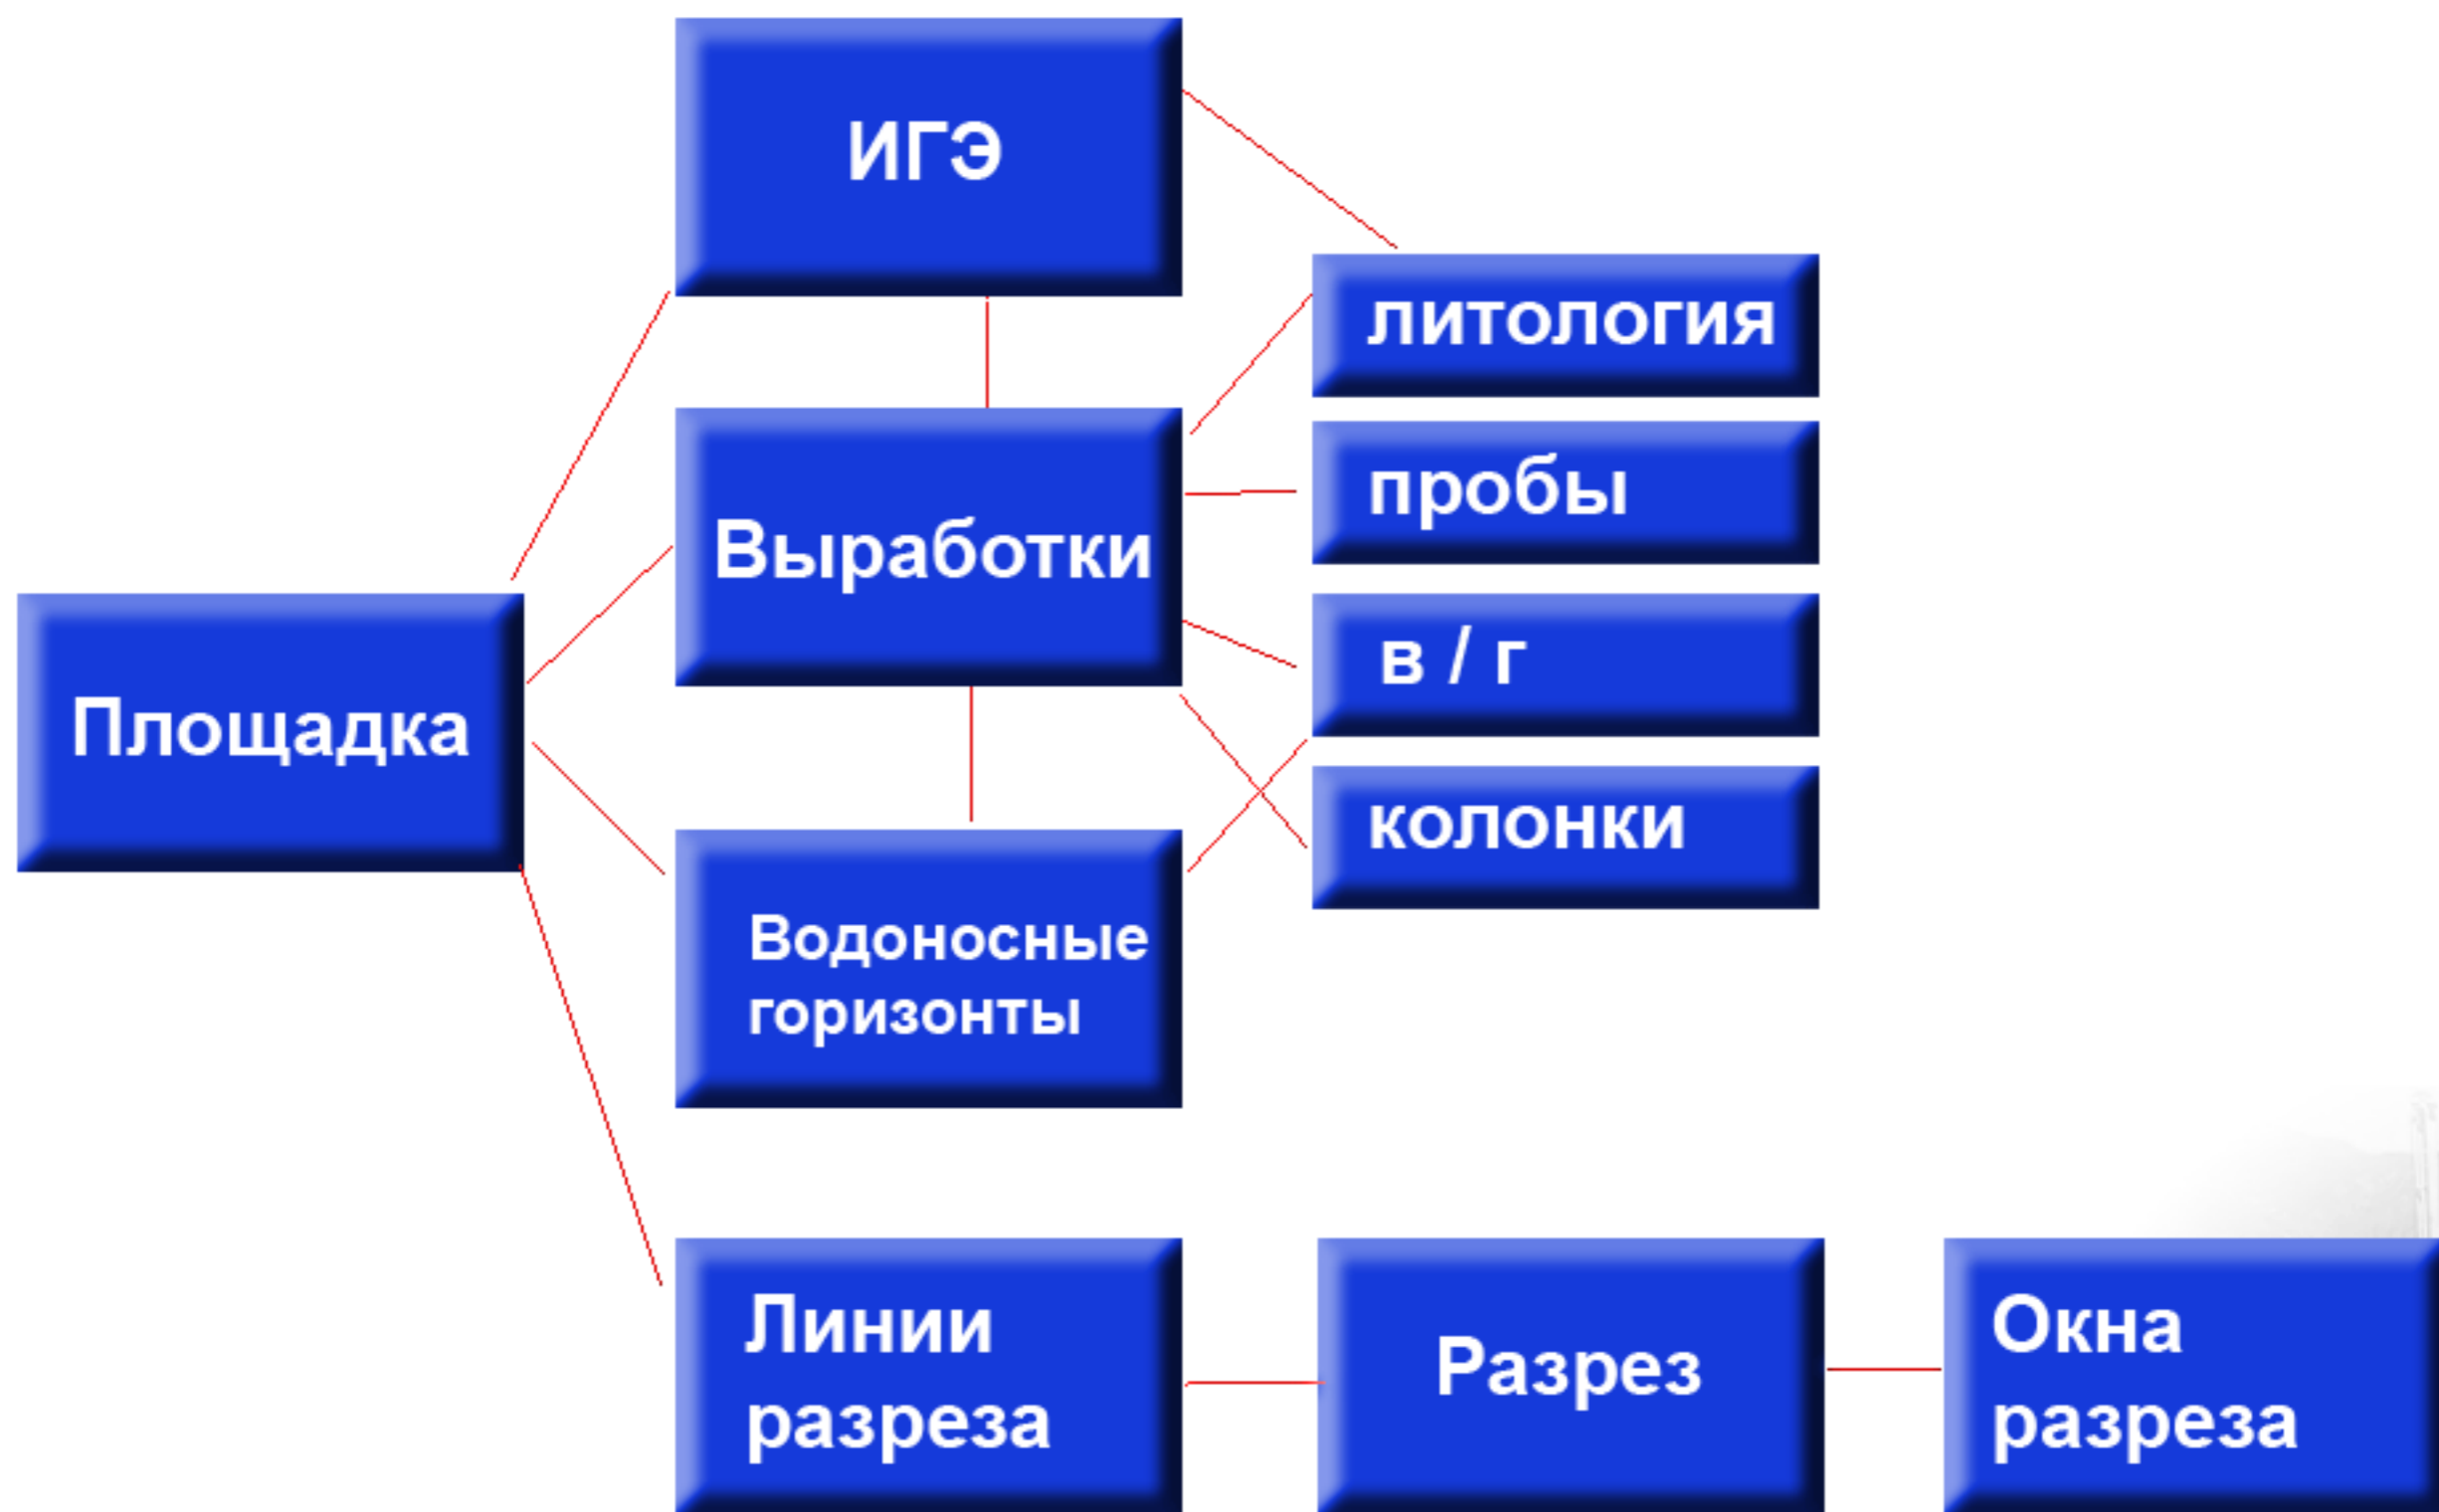 ИГЭ
литология
пробы
Выработки
в / г
Площадка
колонки
Водоносные
горизонты
Линии
разреза
Разрез
Окна
разреза